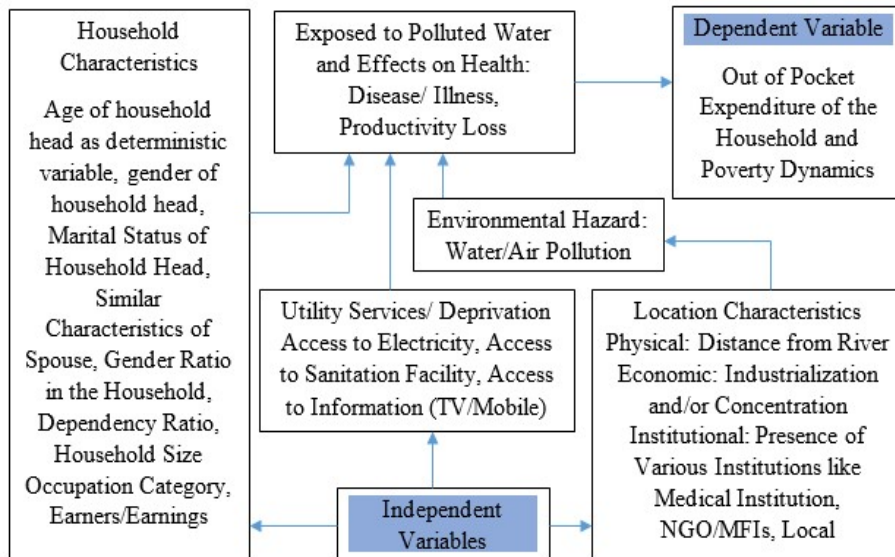 Household
Characteristics
Age of household
head as deterministic
variable, gender of
household head,
Marital Status of
Household Head,
Similar
Characteristics of
Spouse, Gender Ratio
in the Household,
Dependency Ratio,
Household Size
Occupation Category,
Earners/Earnings
Exposed to Polluted Water
and Effects on Health:
Disease/ Illness,
Productivity Loss
Dependent Variable
Out of Pocket
Expenditure of the
Household and
Poverty Dynamics
Environmental Hazard:
Water/Air Pollution
Utility Services/ Deprivation
Access to Electricity, Access
to Sanitation Facility, Access
to Information (TV/Mobile)
Location Characteristics
Physical: Distance from River
Economic: Industrialization
and/or Concentration
Institutional: Presence of
Various Institutions like
Medical Institution,
NGO/MFIs, Local
Independent
Variables